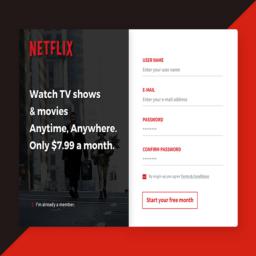 NETFLIX
Watch TV shows
& movies
Anytime, Anywhere.
Only $7.99 a month.
I'm already a member.
USER NAME
Enter your user name
E-MAIL
Enter your e-mail address
PASSWORD
********
CONFIRM PASSWORD
********
By singin up you agree Terms & Conditions
Start your free month